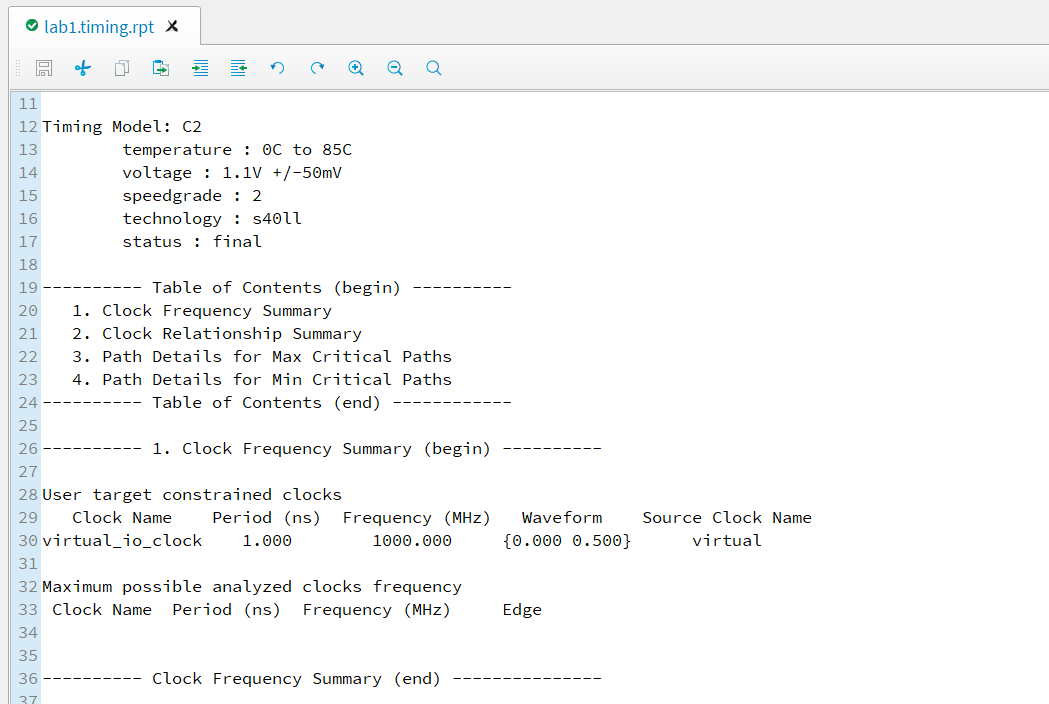 lab1.timing.rpt
11
12 Timing Model: C2
13 temperature : 0C to 85C
14 voltage : 1.1V +/-50mV
15 speedgrade : 2
16 technology : s40ll
17 status : final
18
19 ---------- Table of Contents (begin) ----------
20 1. Clock Frequency Summary
21 2. Clock Relationship Summary
22 3. Path Details for Max Critical Paths
23 4. Path Details for Min Critical Paths
24 ---------- Table of Contents (end) ------------
25
26 ---------- 1. Clock Frequency Summary (begin) ----------
27
28 User target constrained clocks
29 Clock Name Period (ns) Frequency (MHz) Waveform Source Clock Name
30 virtual_io_clock 1.000 1000.000 {0.000 0.500} virtual
31
32 Maximum possible analyzed clocks frequency
33 Clock Name Period (ns) Frequency (MHz) Edge
34
35
36 ---------- Clock Frequency Summary (end) ---------------
37